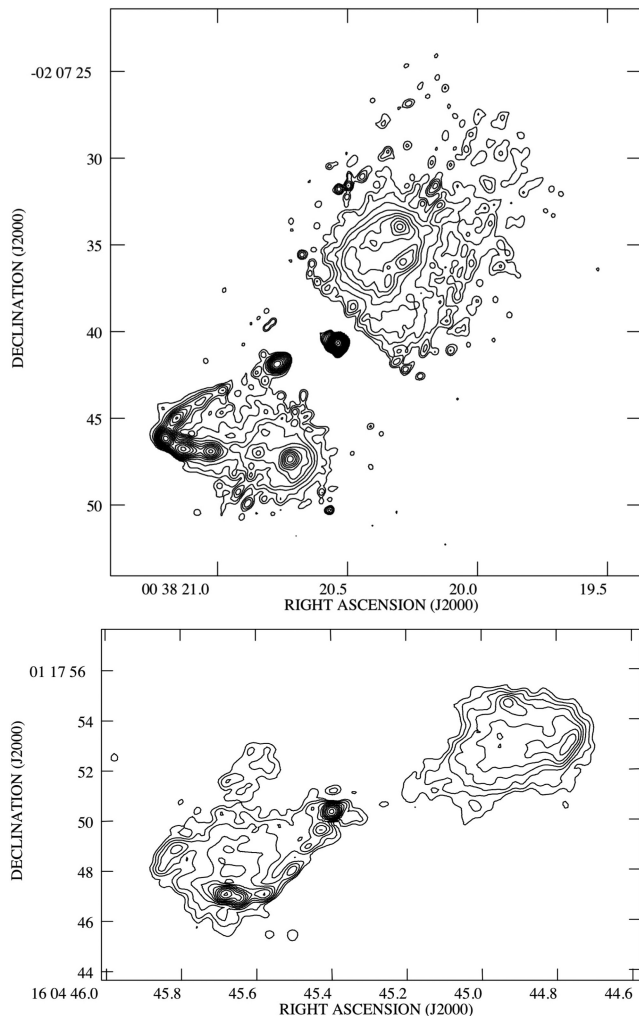 -02 07 25
30
35
40
45
50
DECLINATION (J2000)
00 38 21.0 20.5 20.0 19.5
RIGHT ASCENSION (J2000)
01 17 56
54
52
50
48
46
44
DECLINATION (J2000)
16 04 46.0 45.8 45.6 45.4 45.2 45.0 44.8 44.6
RIGHT ASCENSION (J2000)